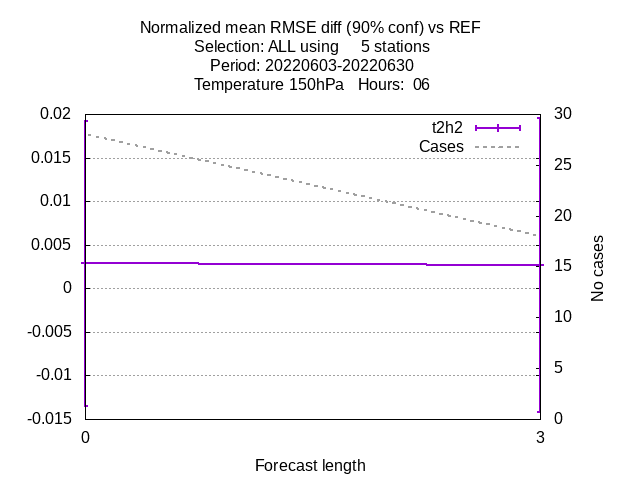 Normalized mean RMSE diff (90% conf) vs REF
Selection: ALL using     5 stations
Period: 20220603-20220630
Temperature 150hPa   Hours:  06
t2h2
Cases
0.02
0.015
0.01
0.005
0
-0.005
-0.01
-0.015
30
25
20
15
10
5
0
No cases
0
3
Forecast length